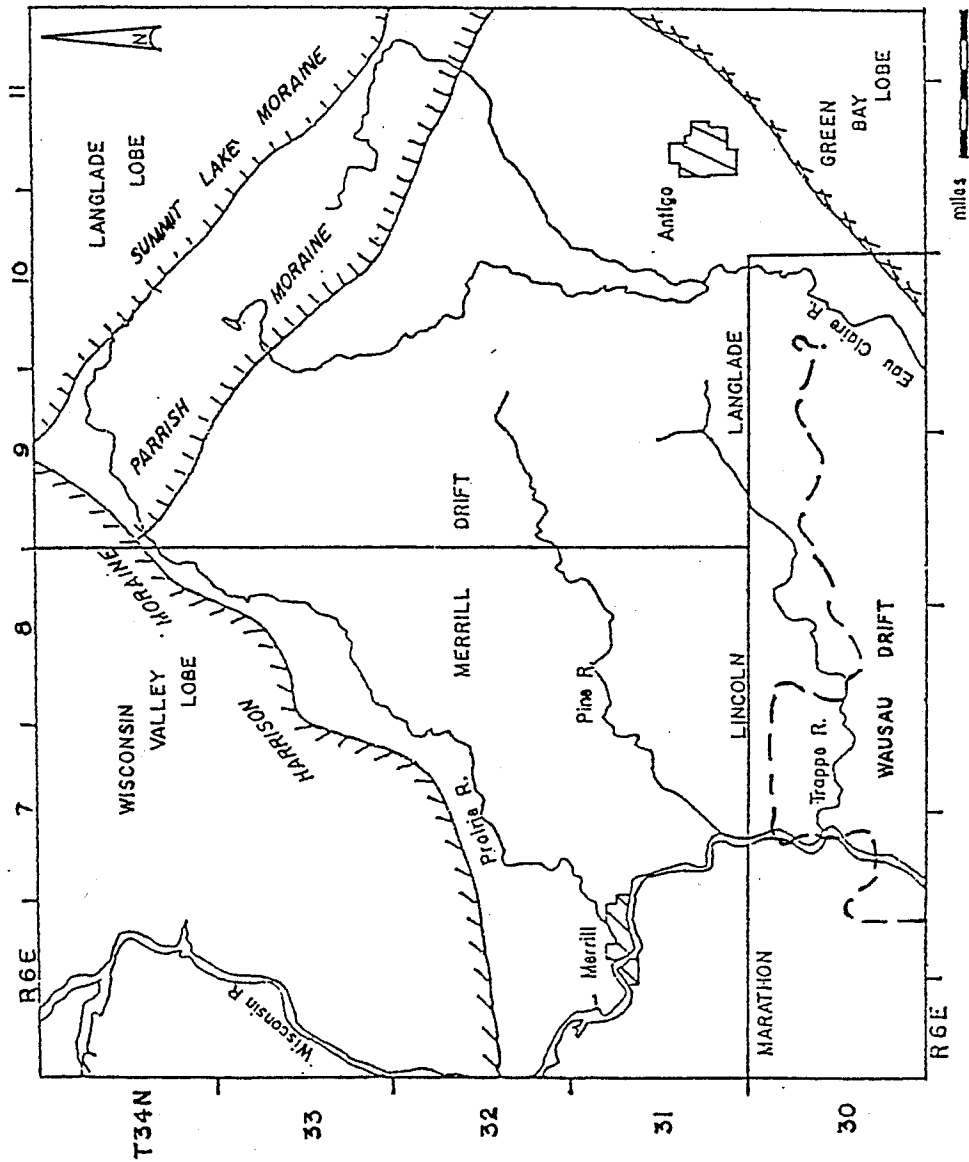 R6E
7
8
9
10
11
T34N
33
32
31
30
N
WISCONSIN
VALLEY
LOBE
LANGLADE
LOBE
SUMMIT LAKE MORAINE
HARRISON MORAINE
PARRISH MORAINE
Wisconsin R
Prairie R.
MERRILL DRIFT
Pine R.
Merrill
Antigo
GREEN
BAY
LOBE
LINCOLN
LANGLADE
MARATHON
Trappe R.
WAUSAU DRIFT
?
Eau Claire R.
R6E
miles